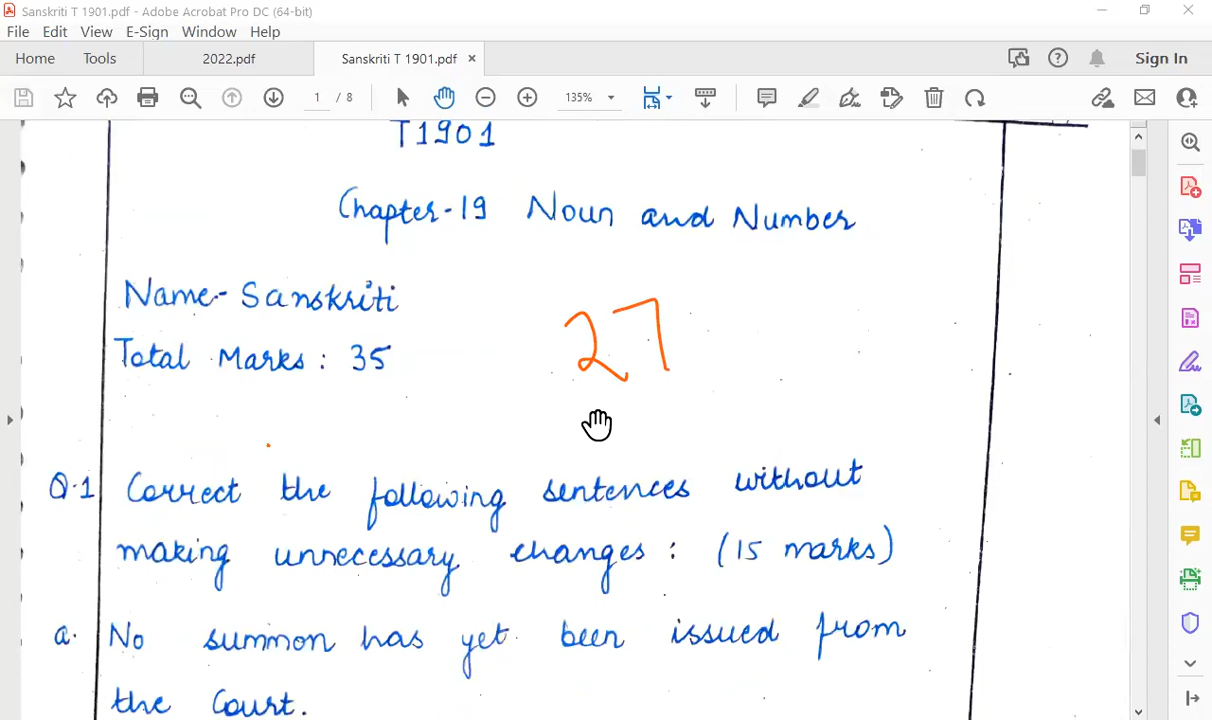 Sanskriti T 1901.pdf - Adobe Acrobat Pro DC (64-bit)
File Edit View E-Sign Window Help
Home Tools 2022.pdf Sanskriti T 1901.pdf ×
1 / 8 135% Sign In
T1901
Chapter-19 Noun and Number
Name- Sanskriti
27
Total Marks: 35
Q.1 Correct the following sentences without
making unnecessary changes: (15 marks)
a. No summon has yet been issued from
the Court.